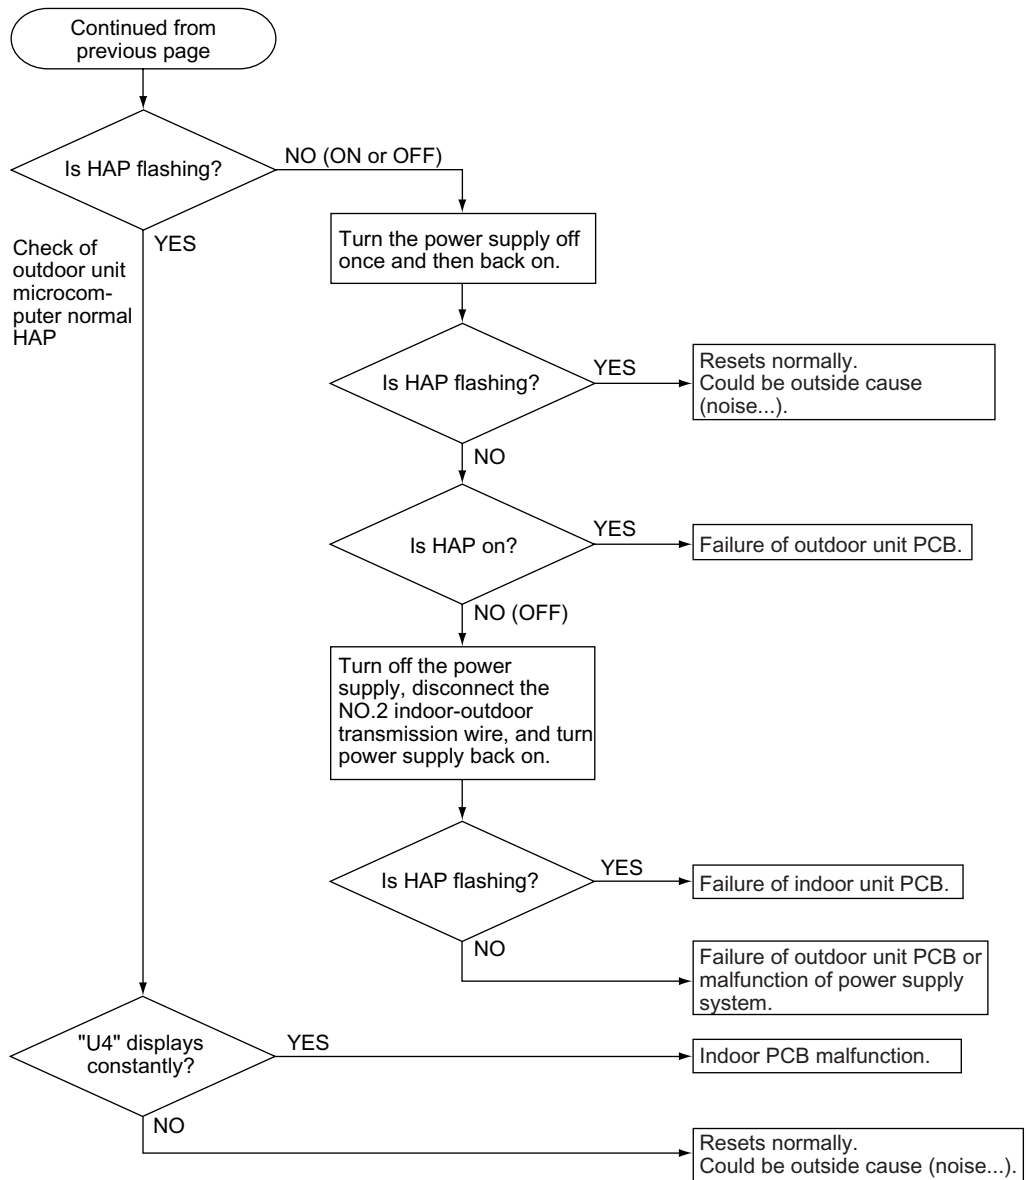 Continued from
previous page
Is HAP flashing?
NO (ON or OFF)
YES
Check of
outdoor unit
microcom-
puter normal
HAP
Turn the power supply off
once and then back on.
Is HAP flashing?
YES
Resets normally.
Could be outside cause
(noise...).
NO
Is HAP on?
YES
Failure of outdoor unit PCB.
NO (OFF)
Turn off the power
supply, disconnect the
NO.2 indoor-outdoor
transmission wire, and turn
power supply back on.
Is HAP flashing?
YES
Failure of indoor unit PCB.
NO
Failure of outdoor unit PCB or
malfunction of power supply
system.
"U4" displays
constantly?
YES
Indoor PCB malfunction.
NO
Resets normally.
Could be outside cause (noise...).